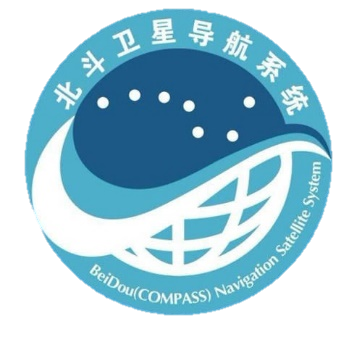 北斗卫星导航系统
BeiDou(COMPASS) Navigation Satellite System